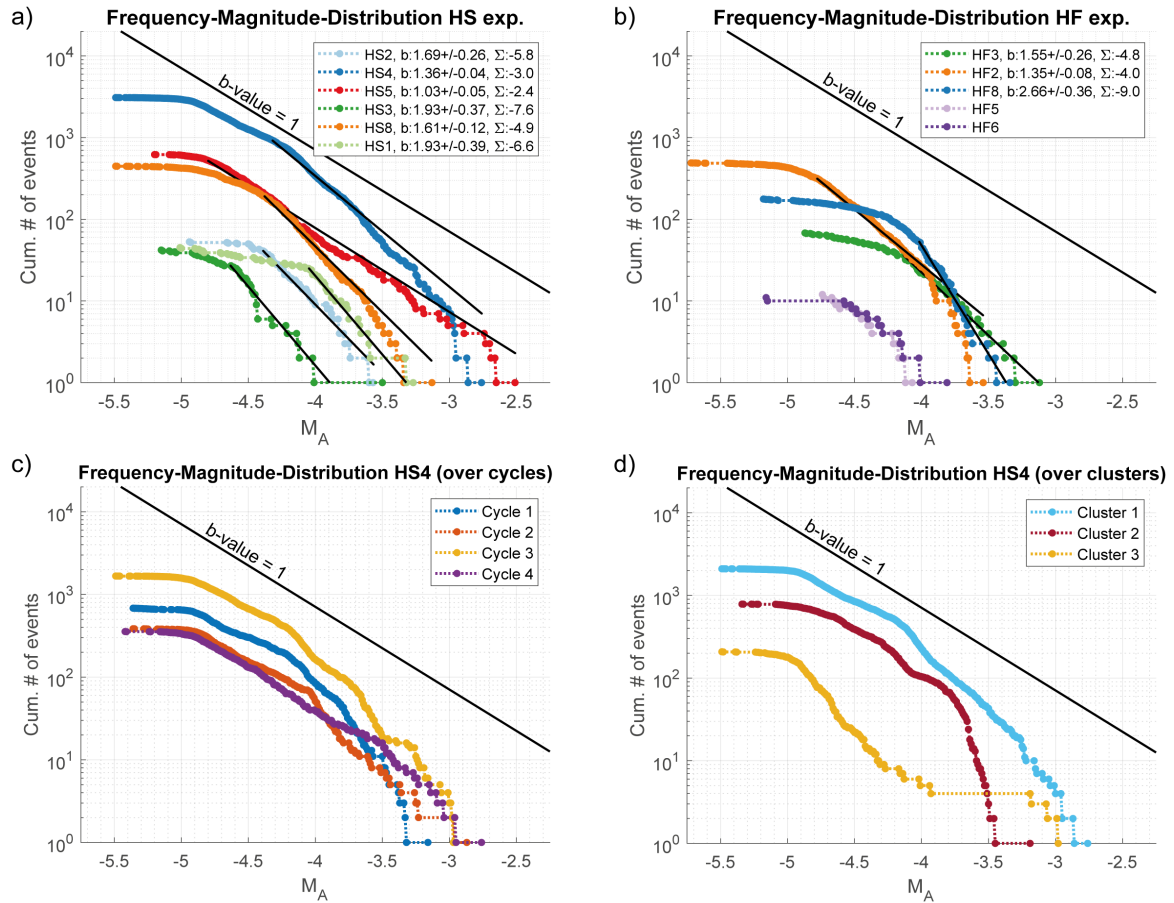 a)
Frequency-Magnitude-Distribution HS exp.
HS2, b:1.69+/-0.26, Σ:-5.8
HS4, b:1.36+/-0.04, Σ:-3.0
HS5, b:1.03+/-0.05, Σ:-2.4
HS3, b:1.93+/-0.37, Σ:-7.6
HS8, b:1.61+/-0.12, Σ:-4.9
HS1, b:1.93+/-0.39, Σ:-6.6
b-value = 1
Cum. # of events
10^4
10^3
10^2
10^1
10^0
-5.5 -5 -4.5 -4 -3.5 -3 -2.5
M_A
b)
Frequency-Magnitude-Distribution HF exp.
HF3, b:1.55+/-0.26, Σ:-4.8
HF2, b:1.35+/-0.08, Σ:-4.0
HF8, b:2.66+/-0.36, Σ:-9.0
HF5
HF6
b-value = 1
Cum. # of events
10^4
10^3
10^2
10^1
10^0
-5.5 -5 -4.5 -4 -3.5 -3 -2.5
M_A
c)
Frequency-Magnitude-Distribution HS4 (over cycles)
Cycle 1
Cycle 2
Cycle 3
Cycle 4
b-value = 1
Cum. # of events
10^4
10^3
10^2
10^1
10^0
-5.5 -5 -4.5 -4 -3.5 -3 -2.5
M_A
d)
Frequency-Magnitude-Distribution HS4 (over clusters)
Cluster 1
Cluster 2
Cluster 3
b-value = 1
Cum. # of events
10^4
10^3
10^2
10^1
10^0
-5.5 -5 -4.5 -4 -3.5 -3 -2.5
M_A